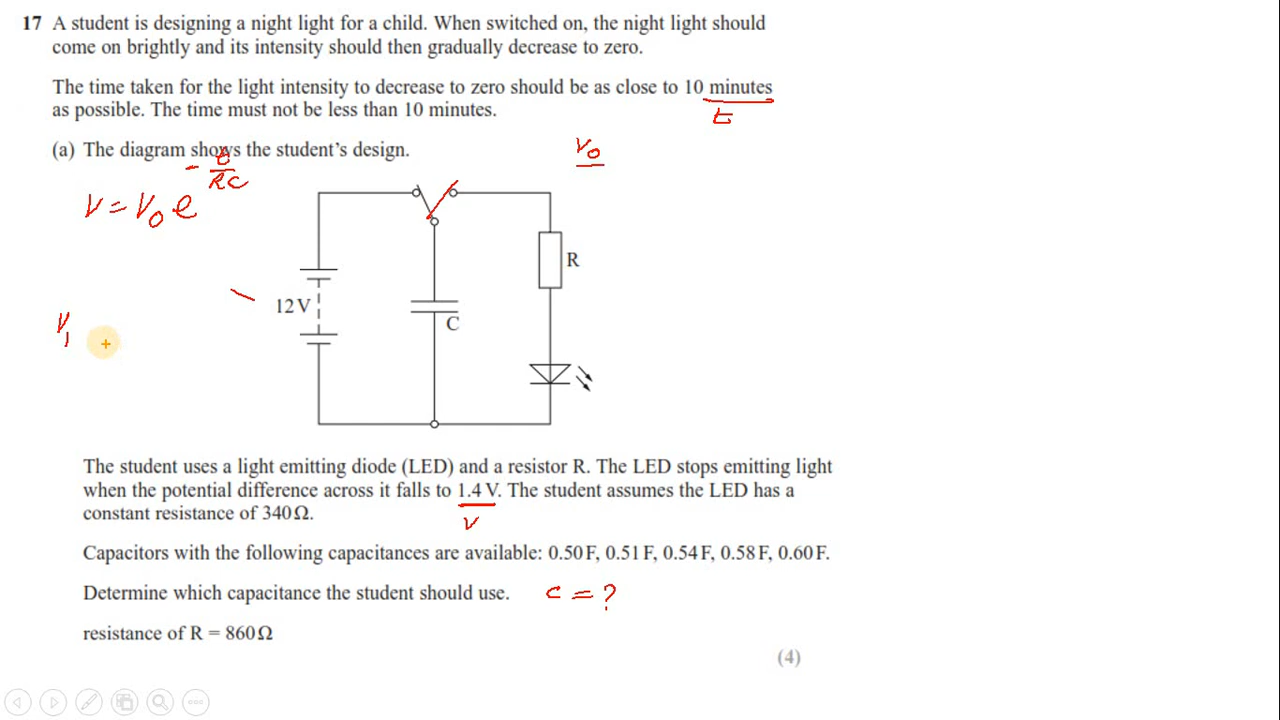 17 A student is designing a night light for a child. When switched on, the night light should
come on brightly and its intensity should then gradually decrease to zero.
The time taken for the light intensity to decrease to zero should be as close to 10 minutes
as possible. The time must not be less than 10 minutes.
t
(a) The diagram shows the student's design.
V0
V = V0 e - t/RC
R
12 V
C
V1
The student uses a light emitting diode (LED) and a resistor R. The LED stops emitting light
when the potential difference across it falls to 1.4 V. The student assumes the LED has a
constant resistance of 340 Ω.
V
Capacitors with the following capacitances are available: 0.50 F, 0.51 F, 0.54 F, 0.58 F, 0.60 F.
Determine which capacitance the student should use. c = ?
resistance of R = 860 Ω
(4)